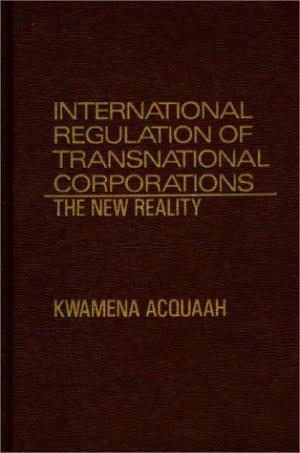 INTERNATIONAL
REGULATION OF
TRANSNATIONAL
CORPORATIONS
THE NEW REALITY
KWAMENA ACQUAAH